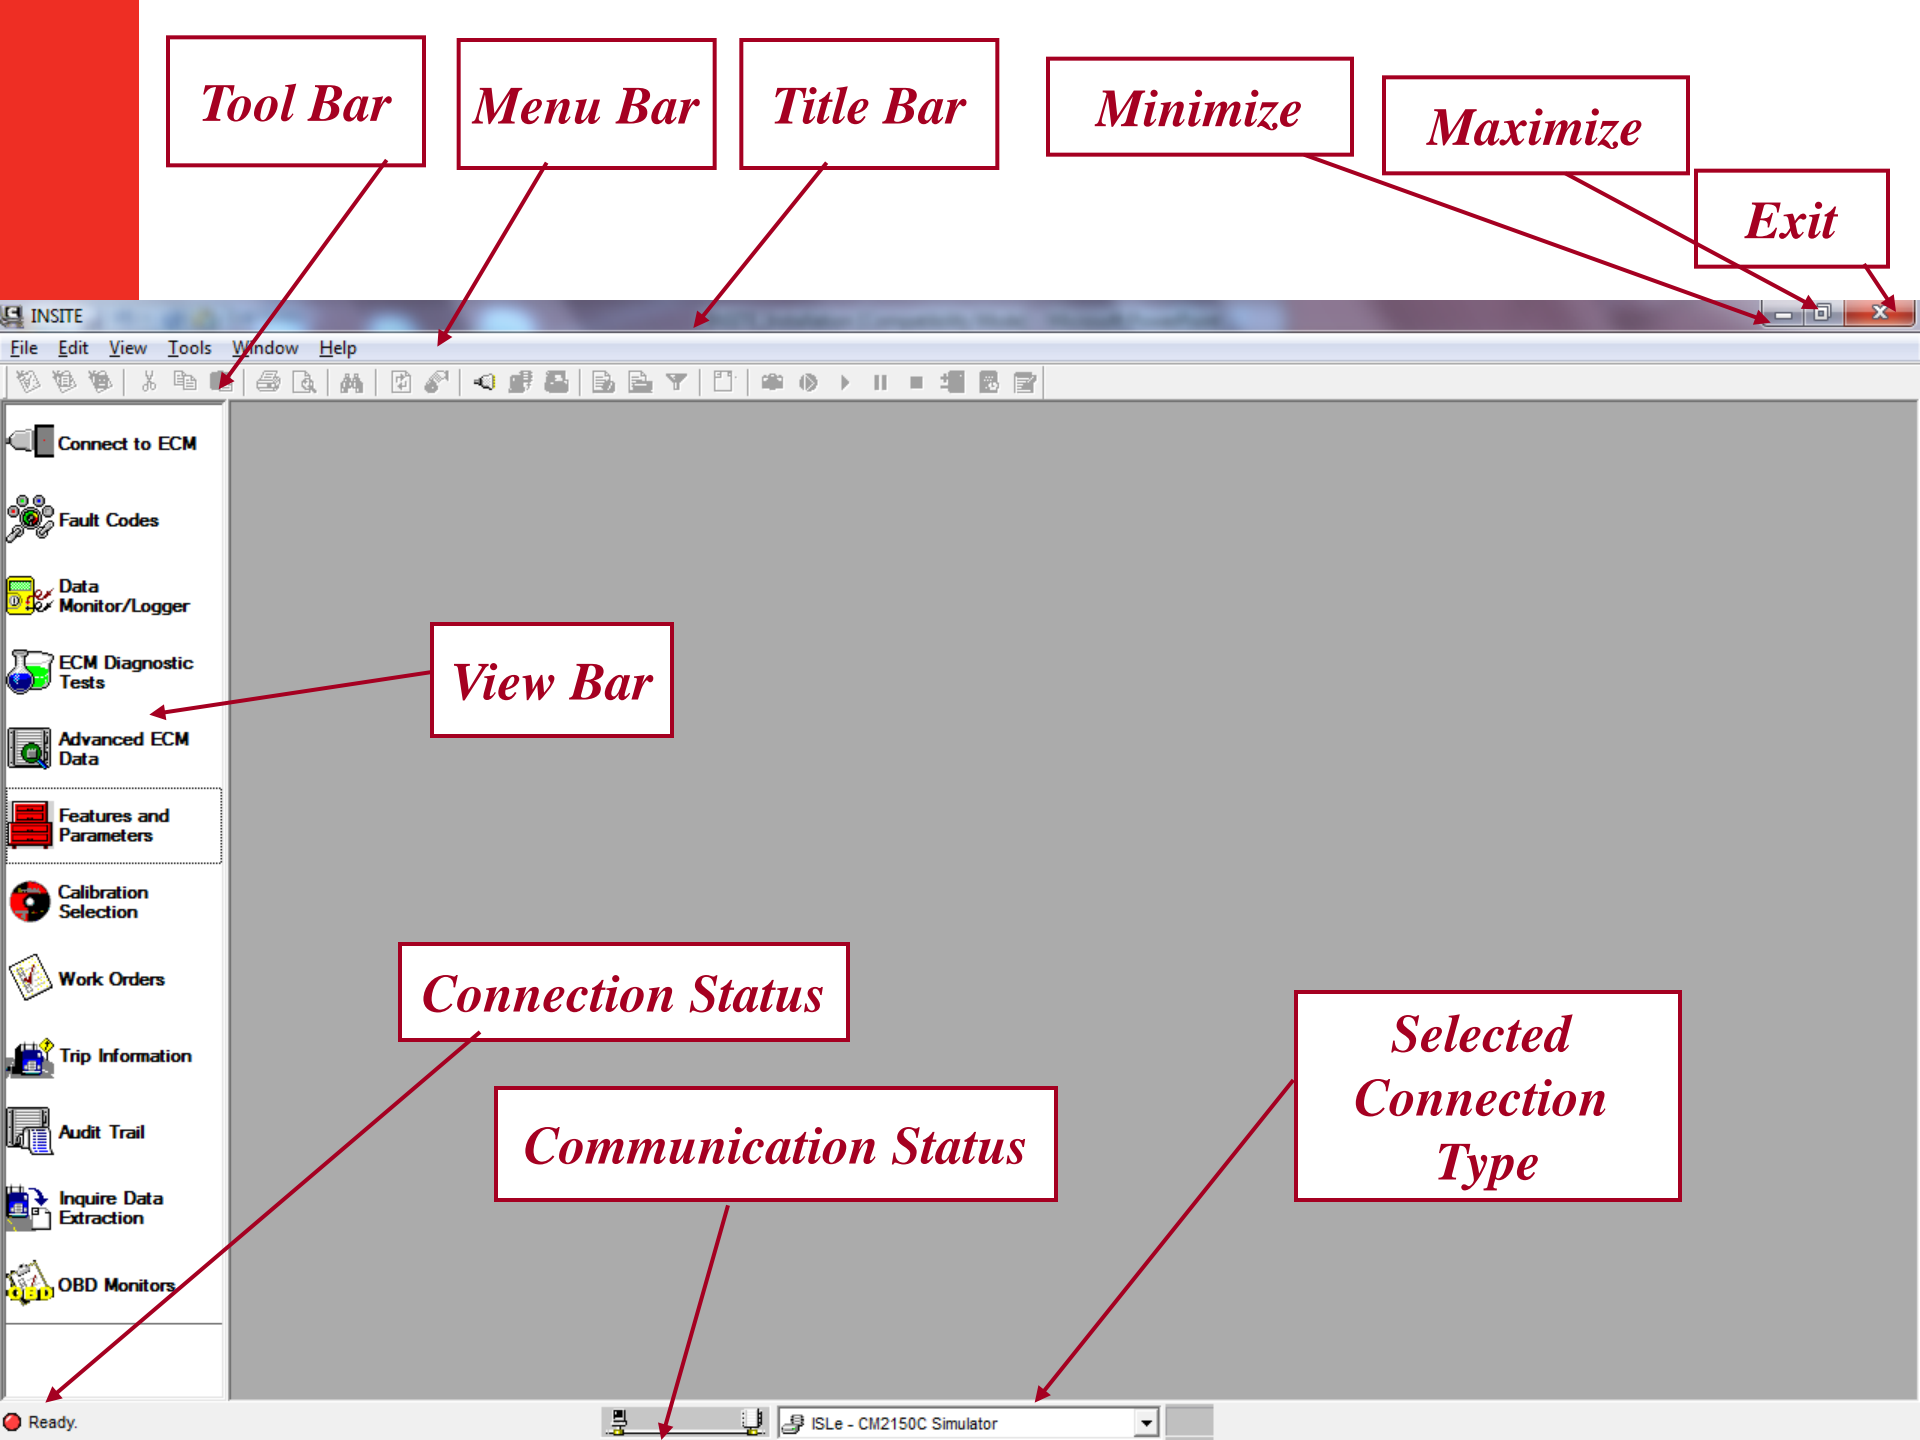 Tool Bar
Menu Bar
Title Bar
Minimize
Maximize
Exit
INSITE
File Edit View Tools Window Help
Connect to ECM
Fault Codes
Data
Monitor/Logger
ECM Diagnostic
Tests
View Bar
Advanced ECM
Data
Features and
Parameters
Calibration
Selection
Work Orders
Connection Status
Selected
Connection
Type
Trip Information
Audit Trail
Communication Status
Inquire Data
Extraction
OBD Monitors
Ready.
ISLe - CM2150C Simulator